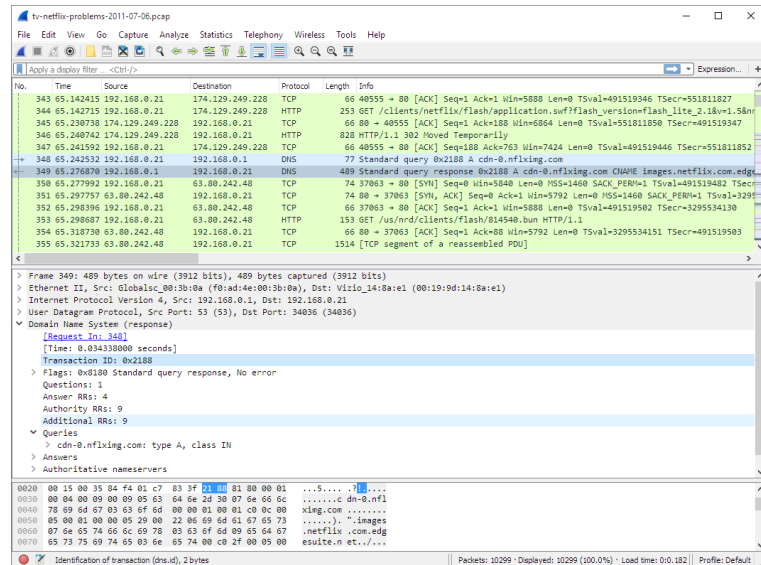 tv-netflix-problems-2011-07-06.pcap
File Edit View Go Capture Analyze Statistics Telephony Wireless Tools Help
Apply a display filter ... <Ctrl-/> Expression... +
No. Time Source Destination Protocol Length Info
343 65.142415 192.168.0.21 174.129.249.228 TCP 66 40555 → 80 [ACK] Seq=1 Ack=1 Win=5888 Len=0 TSval=491519346 TSecr=551811827
344 65.142715 192.168.0.21 174.129.249.228 HTTP 253 GET /clients/netflix/flash/application.swf?flash_version=flash_lite_2.1&v=1.5&n
345 65.230738 174.129.249.228 192.168.0.21 TCP 66 80 → 40555 [ACK] Seq=1 Ack=188 Win=6864 Len=0 TSval=551811850 TSecr=491519347
346 65.240742 174.129.249.228 192.168.0.21 HTTP 828 HTTP/1.1 302 Moved Temporarily
347 65.241592 192.168.0.21 174.129.249.228 TCP 66 40555 → 80 [ACK] Seq=188 Ack=763 Win=7424 Len=0 TSval=491519446 TSecr=551811852
348 65.242532 192.168.0.21 192.168.0.1 DNS 77 Standard query 0x2188 A cdn-0.nflximg.com
349 65.276870 192.168.0.1 192.168.0.21 DNS 489 Standard query response 0x2188 A cdn-0.nflximg.com CNAME images.netflix.com.edge
350 65.277992 192.168.0.21 63.80.242.48 TCP 74 37063 → 80 [SYN] Seq=0 Win=5840 Len=0 MSS=1460 SACK_PERM=1 TSval=491519482 TSecr
351 65.297757 63.80.242.48 192.168.0.21 TCP 74 80 → 37063 [SYN, ACK] Seq=0 Ack=1 Win=5792 Len=0 MSS=1460 SACK_PERM=1 TSval=3295
352 65.298396 192.168.0.21 63.80.242.48 TCP 66 37063 → 80 [ACK] Seq=1 Ack=1 Win=5888 Len=0 TSval=491519502 TSecr=3295534130
353 65.298687 192.168.0.21 63.80.242.48 HTTP 153 GET /us/nrd/clients/flash/814540.bun HTTP/1.1
354 65.318730 63.80.242.48 192.168.0.21 TCP 66 80 → 37063 [ACK] Seq=1 Ack=88 Win=5792 Len=0 TSval=3295534151 TSecr=491519503
355 65.321733 63.80.242.48 192.168.0.21 TCP 1514 [TCP segment of a reassembled PDU]
Frame 349: 489 bytes on wire (3912 bits), 489 bytes captured (3912 bits)
Ethernet II, Src: Globalsc_00:3b:0a (f0:ad:4e:00:3b:0a), Dst: Vizio_14:8a:e1 (00:19:9d:14:8a:e1)
Internet Protocol Version 4, Src: 192.168.0.1, Dst: 192.168.0.21
User Datagram Protocol, Src Port: 53 (53), Dst Port: 34036 (34036)
Domain Name System (response)
[Request In: 348]
[Time: 0.034338000 seconds]
Transaction ID: 0x2188
Flags: 0x8180 Standard query response, No error
Questions: 1
Answer RRs: 4
Authority RRs: 9
Additional RRs: 9
Queries
cdn-0.nflximg.com: type A, class IN
Answers
Authoritative nameservers
0020 00 15 00 35 84 f4 01 c7 83 3f 21 88 81 80 00 01 ...5.... .?!.....
0030 00 04 00 09 00 09 05 63 64 6e 2d 30 07 6e 66 6c .......c dn-0.nfl
0040 78 69 6d 67 03 63 6f 6d 00 00 01 00 01 c0 0c 00 ximg.com ........
0050 05 00 01 00 00 05 29 00 22 06 69 6d 61 67 65 73 ......). ".images
0060 07 6e 65 74 66 6c 69 78 03 63 6f 6d 09 65 64 67 .netflix .com.edg
0070 65 73 75 69 74 65 03 6e 65 74 00 c0 2f 00 05 00 esuite.n et../...
Identification of transaction (dns.id), 2 bytes Packets: 10299 · Displayed: 10299 (100.0%) · Load time: 0:0.182 Profile: Default